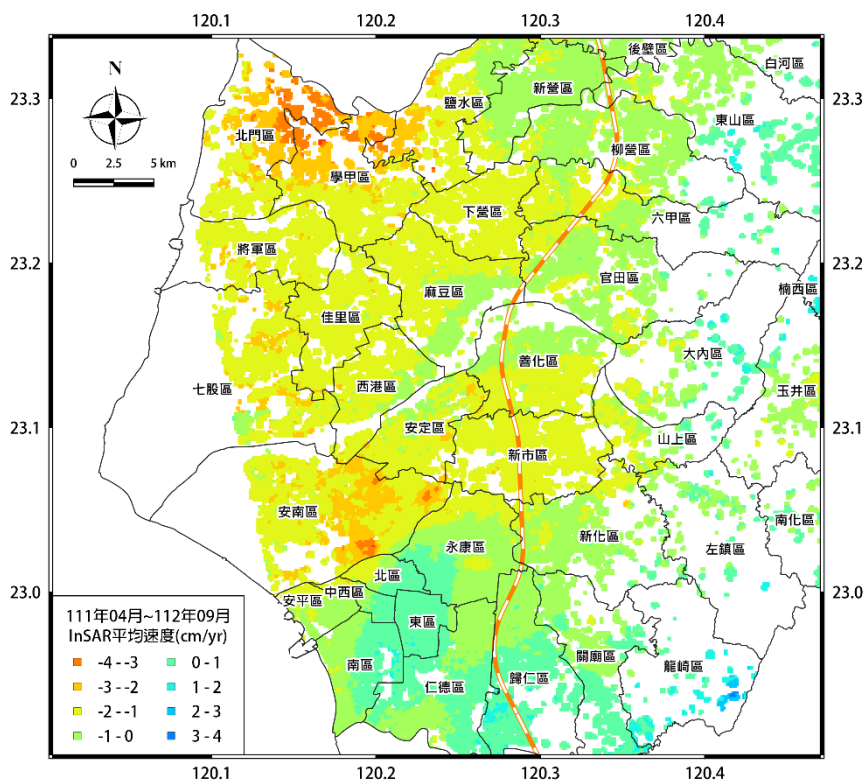 120.1 120.2 120.3 120.4
後壁區
白河區
N
23.3 23.3
鹽水區
新營區
東山區
北門區
柳營區
0 2.5 5 km
學甲區
下營區
六甲區
23.2 23.2
將軍區
官田區
麻豆區
楠西區
佳里區
大內區
善化區
七股區
西港區
玉井區
安定區
23.1 23.1
山上區
新市區
安南區
南化區
新化區
永康區
左鎮區
北區
23.0 23.0
中西區
安平區
東區
111年04月~112年09月
InSAR平均速度(cm/yr)
關廟區
龍崎區
南區
歸仁區
仁德區
-4 - -3 0 - 1
-3 - -2 1 - 2
-2 - -1 2 - 3
-1 - 0 3 - 4
120.1 120.2 120.3 120.4